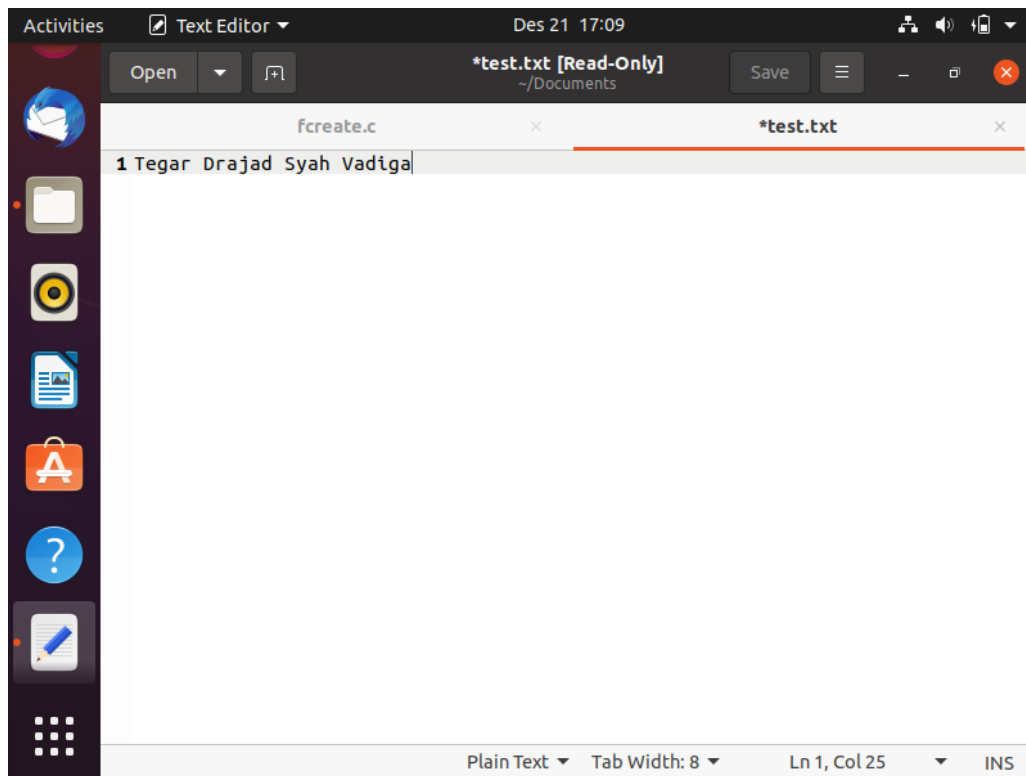 Activities Text Editor Des 21 17:09
Open *test.txt [Read-Only] Save
~/Documents
fcreate.c *test.txt
1 Tegar Drajad Syah Vadiga
Plain Text Tab Width: 8 Ln 1, Col 25 INS